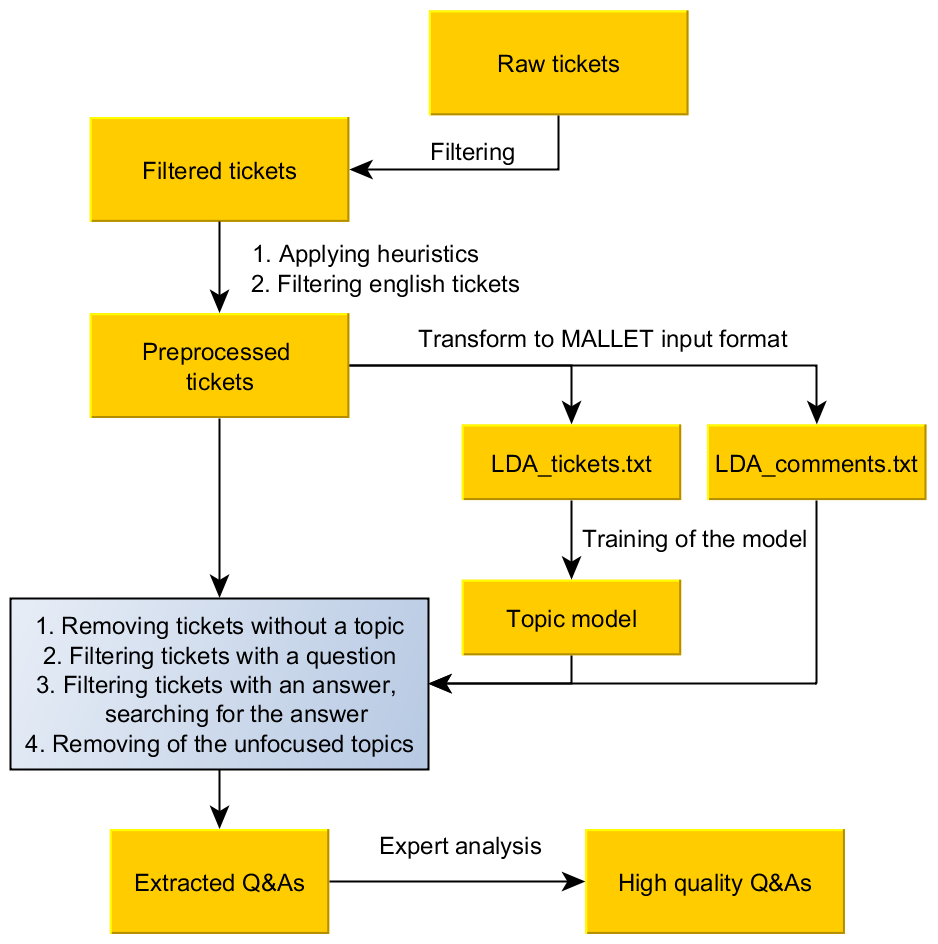 Raw tickets
Filtering
Filtered tickets
1. Applying heuristics
2. Filtering english tickets
Preprocessed
tickets
Transform to MALLET input format
LDA_tickets.txt
LDA_comments.txt
Training of the model
Topic model
1. Removing tickets without a topic
2. Filtering tickets with a question
3. Filtering tickets with an answer,
searching for the answer
4. Removing of the unfocused topics
Extracted Q&As
Expert analysis
High quality Q&As